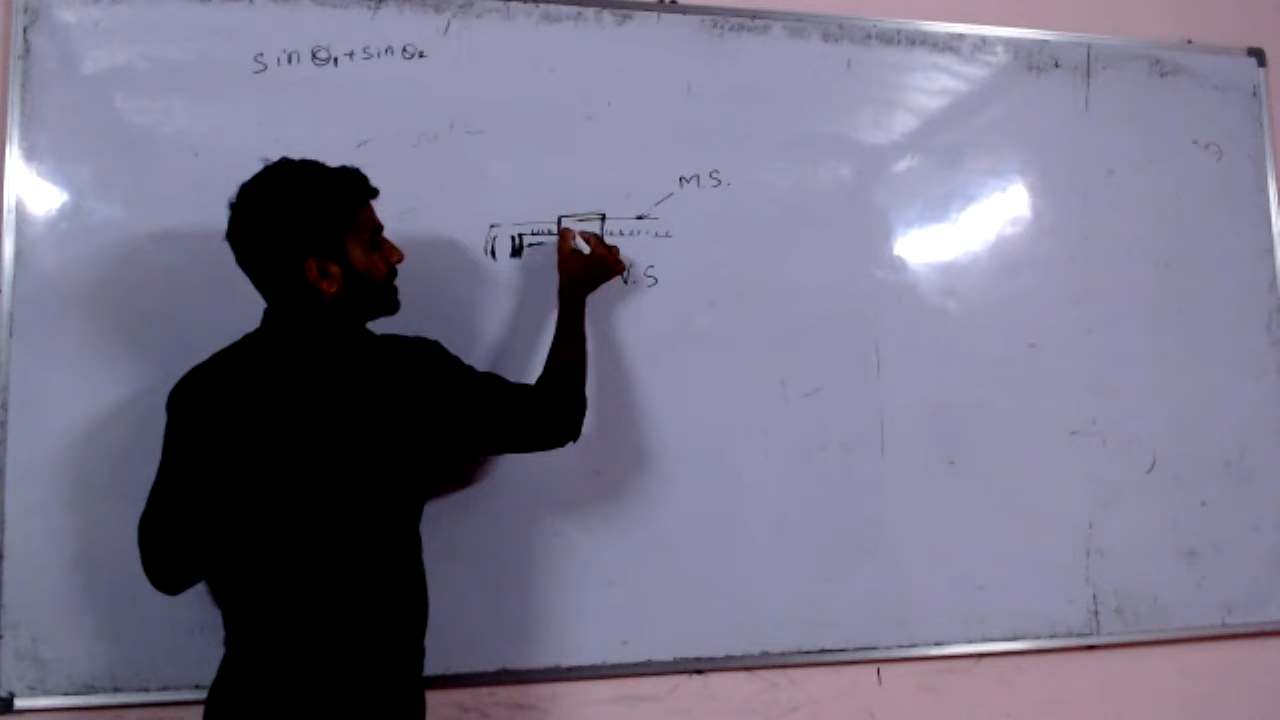 sin θ₁+sin θ₂
M.S.
V.S